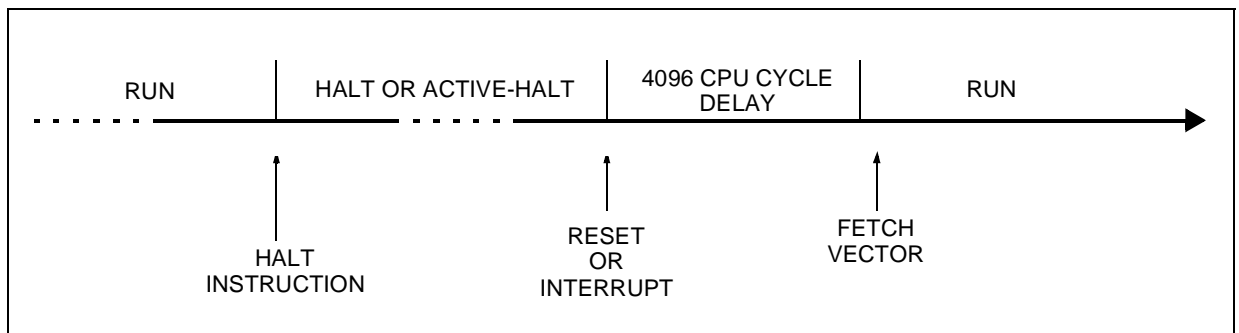 RUN
HALT OR ACTIVE-HALT
4096 CPU CYCLE
DELAY
RUN
HALT
INSTRUCTION
RESET
OR
INTERRUPT
FETCH
VECTOR